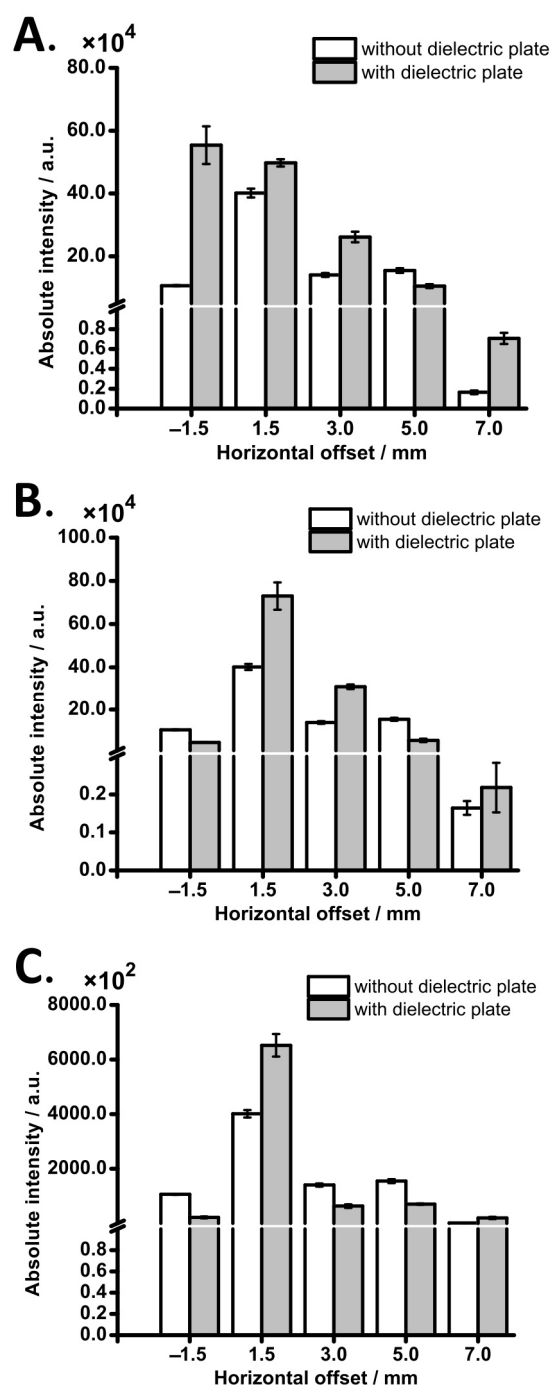 A.
×10⁴
without dielectric plate
with dielectric plate
80.0
60.0
40.0
20.0
0.8
0.6
0.4
0.2
0.0
Absolute intensity / a.u.
–1.5 1.5 3.0 5.0 7.0
Horizontal offset / mm
B.
×10⁴
without dielectric plate
with dielectric plate
100.0
80.0
60.0
40.0
20.0
0.2
0.1
0.0
Absolute intensity / a.u.
–1.5 1.5 3.0 5.0 7.0
Horizontal offset / mm
C.
×10²
without dielectric plate
with dielectric plate
8000.0
6000.0
4000.0
2000.0
0.8
0.6
0.4
0.2
0.0
Absolute intensity / a.u.
–1.5 1.5 3.0 5.0 7.0
Horizontal offset / mm